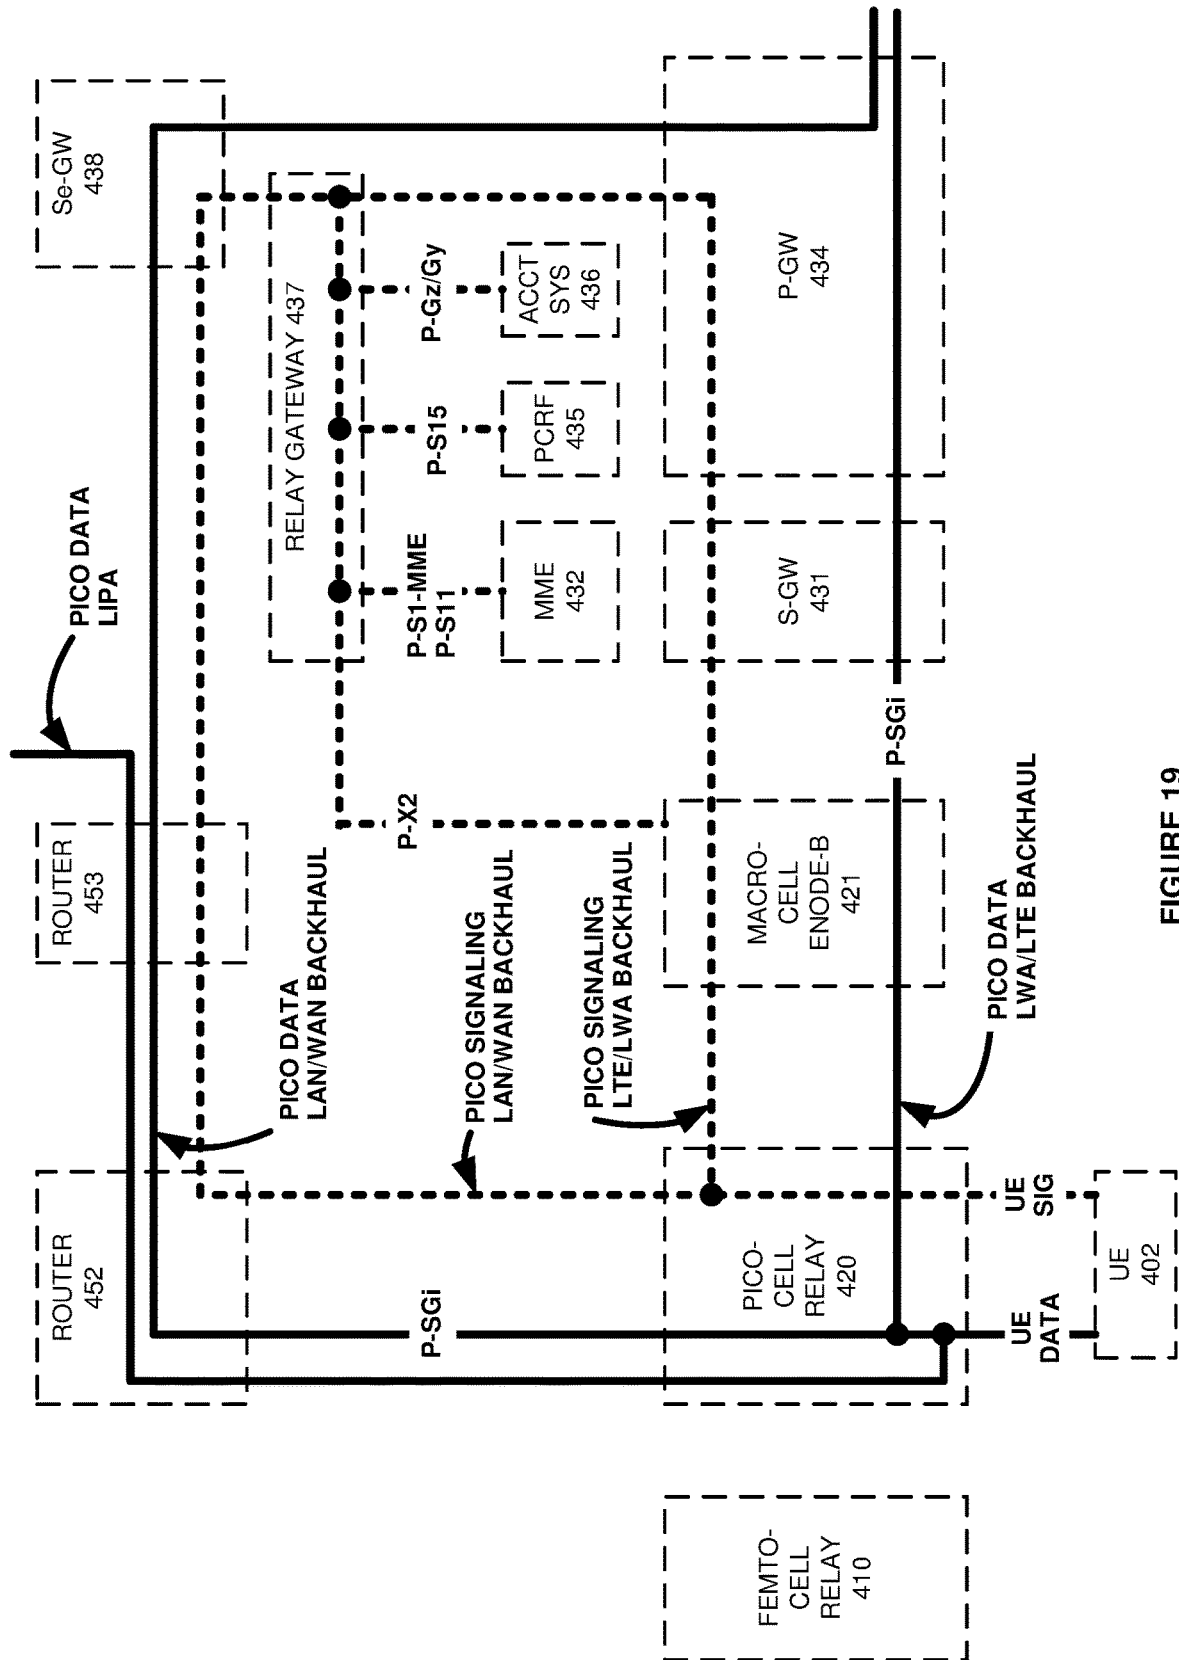 ROUTER
452
ROUTER
453
PICO DATA
LIPA
Se-GW
438
PICO DATA
LAN/WAN BACKHAUL
RELAY GATEWAY 437
P-SGi
PICO SIGNALING
LAN/WAN BACKHAUL
P-X2
P-S1-MME
P-S11
P-S15
P-Gz/Gy
PICO SIGNALING
LTE/LWA BACKHAUL
MME
432
PCRF
435
ACCT
SYS
436
FEMTO-
CELL
RELAY
410
PICO-
CELL
RELAY
420
MACRO-
CELL
ENODE-B
421
S-GW
431
P-GW
434
P-SGi
UE
DATA
UE
SIG
PICO DATA
LWA/LTE BACKHAUL
UE
402
FIGURE 19